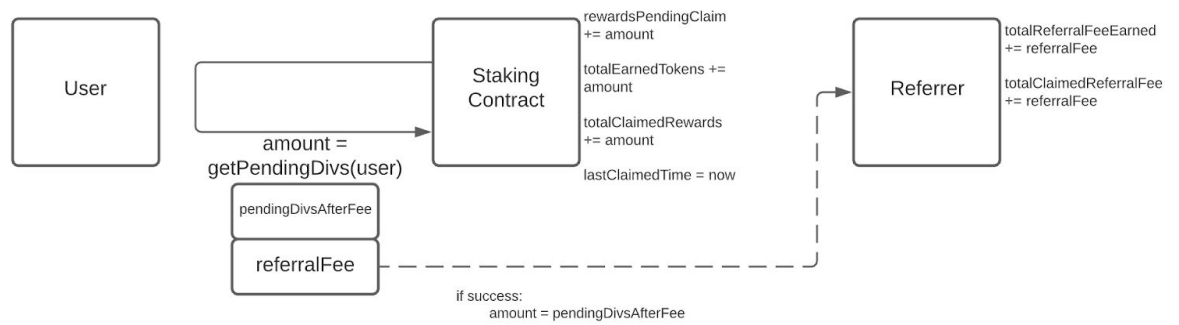 User
Staking
Contract
rewardsPendingClaim
+= amount
totalEarnedTokens +=
amount
totalClaimedRewards
+= amount
lastClaimedTime = now
Referrer
totalReferralFeeEarned
+= referralFee
totalClaimedReferralFee
+= referralFee
amount =
getPendingDivs(user)
pendingDivsAfterFee
referralFee
if success:
amount = pendingDivsAfterFee